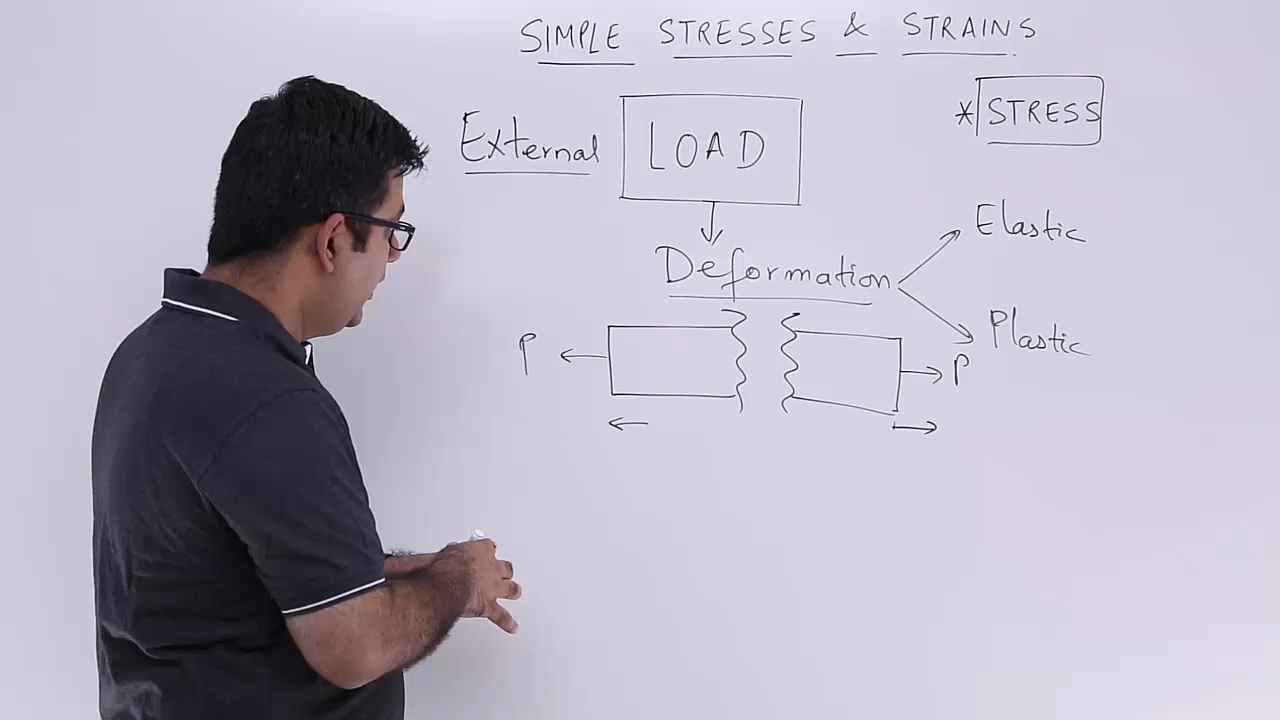 SIMPLE STRESSES & STRAINS
* STRESS
External LOAD
Elastic
Deformation
Plastic
P
P